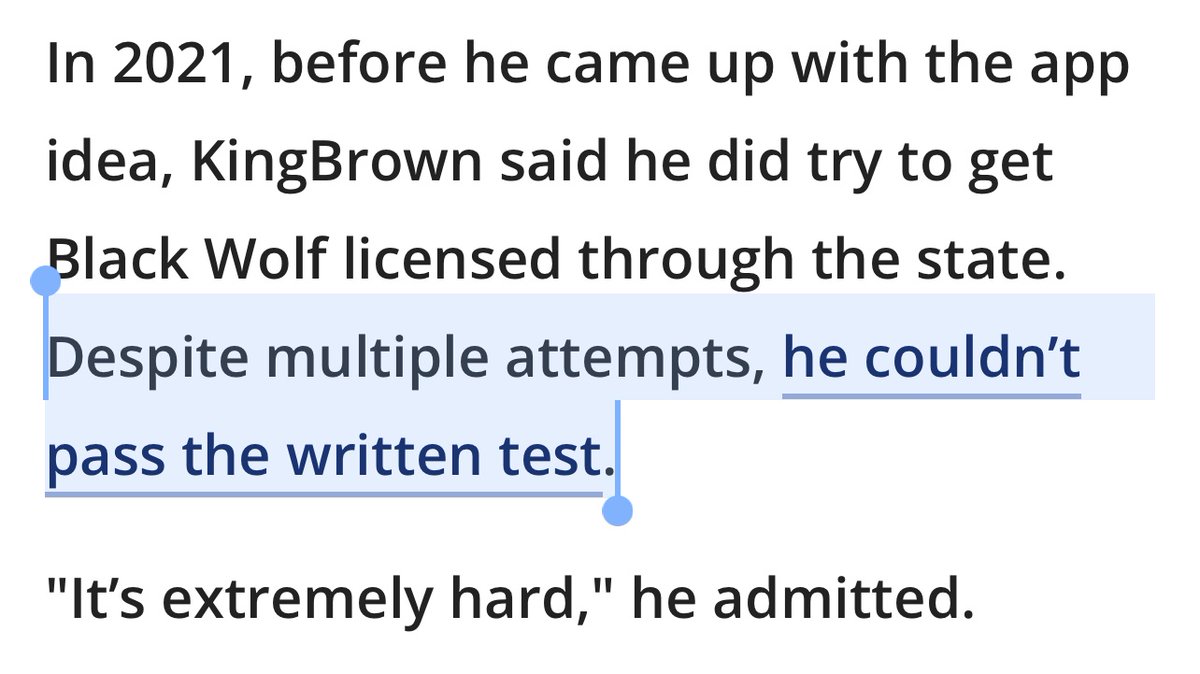 In 2021, before he came up with the app
idea, KingBrown said he did try to get
Black Wolf licensed through the state.
Despite multiple attempts, he couldn’t
pass the written test.
"It’s extremely hard," he admitted.